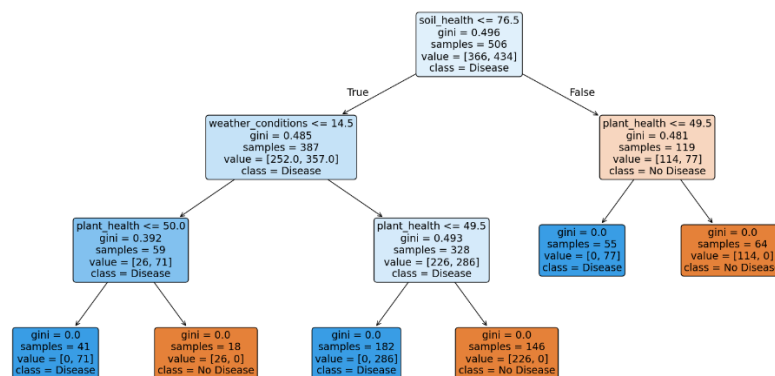 soil_health <= 76.5
gini = 0.496
samples = 506
value = [366, 434]
class = Disease
True
False
weather_conditions <= 14.5
gini = 0.485
samples = 387
value = [252.0, 357.0]
class = Disease
plant_health <= 49.5
gini = 0.481
samples = 119
value = [114, 77]
class = No Disease
plant_health <= 50.0
gini = 0.392
samples = 59
value = [26, 71]
class = Disease
plant_health <= 49.5
gini = 0.493
samples = 328
value = [226, 286]
class = Disease
gini = 0.0
samples = 55
value = [0, 77]
class = Disease
gini = 0.0
samples = 64
value = [114, 0]
class = No Disease
gini = 0.0
samples = 41
value = [0, 71]
class = Disease
gini = 0.0
samples = 18
value = [26, 0]
class = No Disease
gini = 0.0
samples = 182
value = [0, 286]
class = Disease
gini = 0.0
samples = 146
value = [226, 0]
class = No Disease